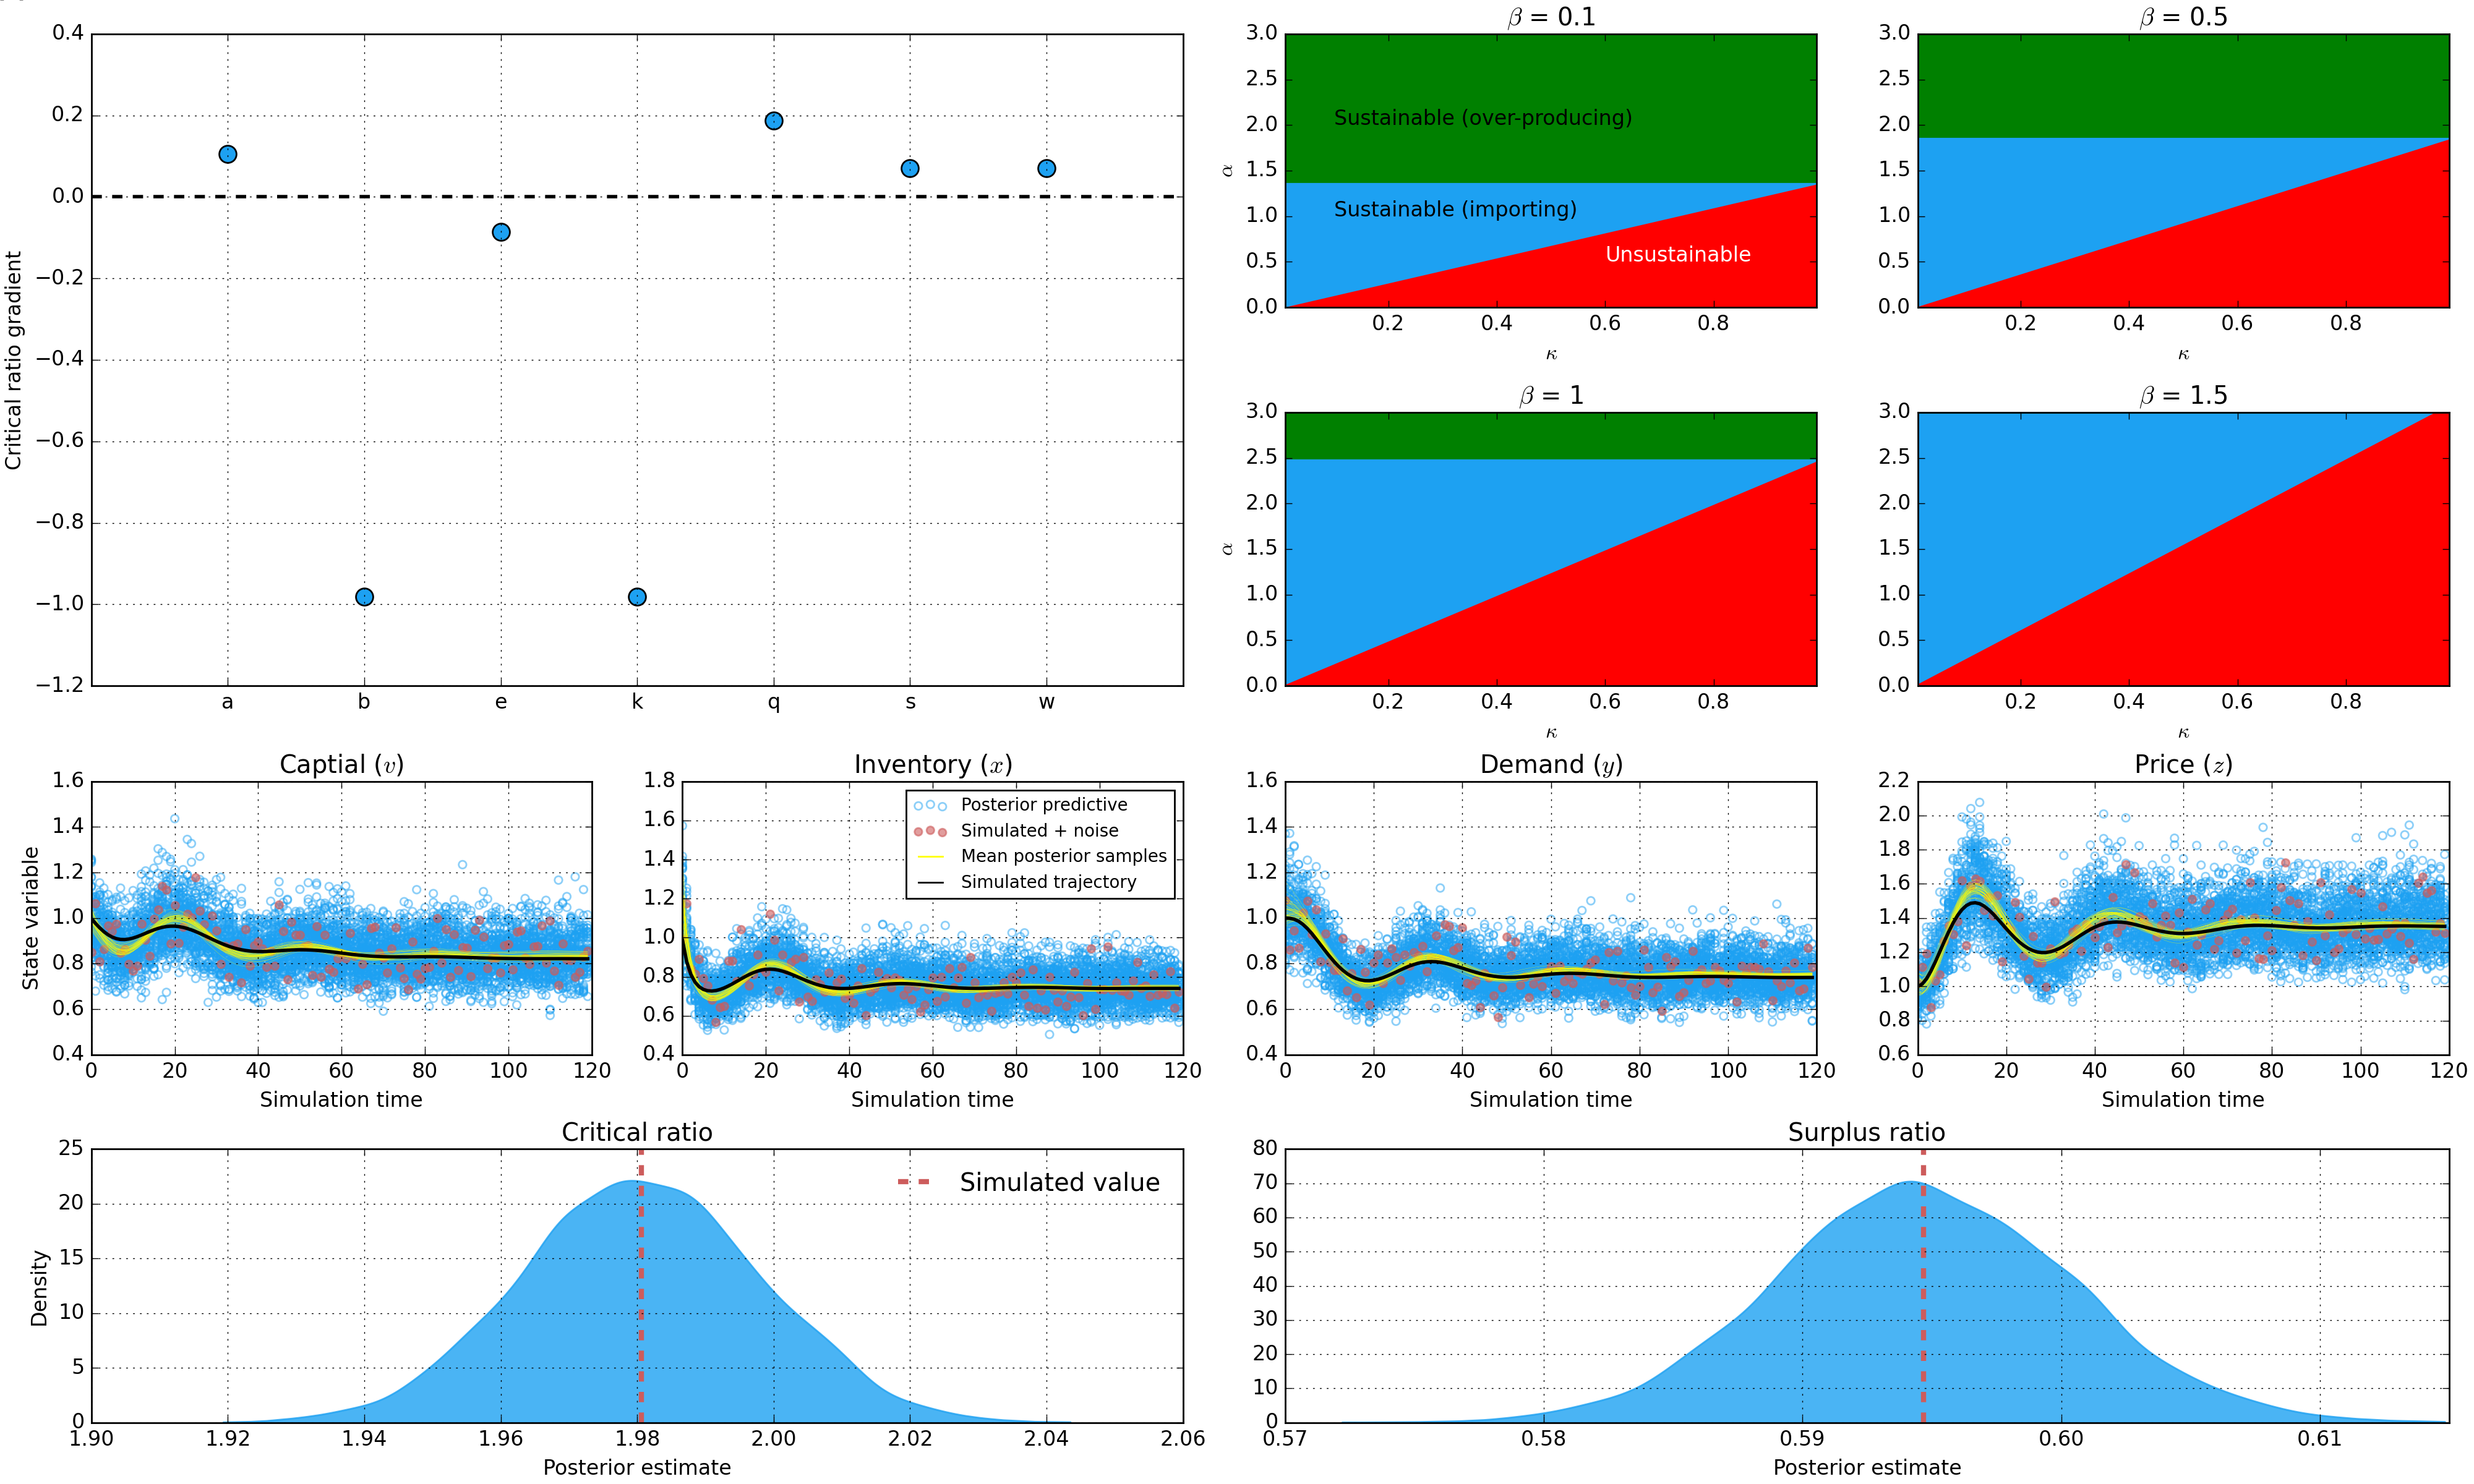 0.4
0.2
0.0
−0.2
−0.4
−0.6
−0.8
−1.0
−1.2
Critical ratio gradient
a b e k q s w
β = 0.1
3.0
2.5
2.0
1.5
1.0
0.5
0.0
α
Sustainable (over-producing)
Sustainable (importing)
Unsustainable
0.2 0.4 0.6 0.8
κ
β = 0.5
3.0
2.5
2.0
1.5
1.0
0.5
0.0
0.2 0.4 0.6 0.8
κ
β = 1
3.0
2.5
2.0
1.5
1.0
0.5
0.0
α
0.2 0.4 0.6 0.8
κ
β = 1.5
3.0
2.5
2.0
1.5
1.0
0.5
0.0
0.2 0.4 0.6 0.8
κ
Captial (v)
1.6
1.4
1.2
1.0
0.8
0.6
0.4
State variable
0 20 40 60 80 100 120
Simulation time
Inventory (x)
1.8
1.6
1.4
1.2
1.0
0.8
0.6
0.4
Posterior predictive
Simulated + noise
Mean posterior samples
Simulated trajectory
0 20 40 60 80 100 120
Simulation time
Demand (y)
1.6
1.4
1.2
1.0
0.8
0.6
0.4
0 20 40 60 80 100 120
Simulation time
Price (z)
2.2
2.0
1.8
1.6
1.4
1.2
1.0
0.8
0.6
0 20 40 60 80 100 120
Simulation time
Critical ratio
25
20
15
10
5
0
Density
Simulated value
1.90 1.92 1.94 1.96 1.98 2.00 2.02 2.04 2.06
Posterior estimate
Surplus ratio
80
70
60
50
40
30
20
10
0
0.57 0.58 0.59 0.60 0.61
Posterior estimate